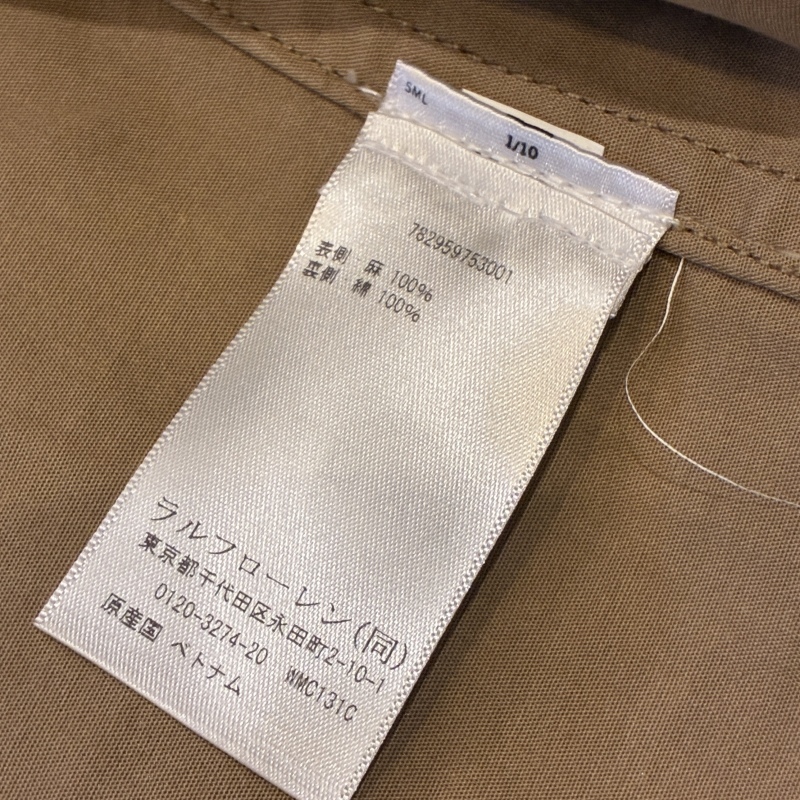 SML
1/10
782959753001
表側 麻 100%
裏側 綿 100%
ラルフローレン(同)
東京都千代田区永田町2-10-1
0120-3274-20 WMC131C
原産国 ベトナム